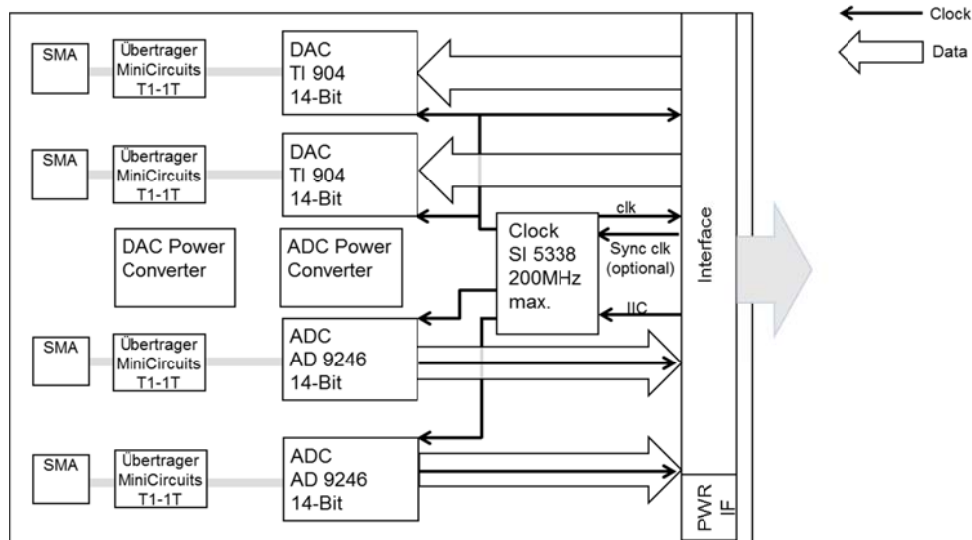 Clock
Data
SMA
Übertrager
MiniCircuits
T1-1T
DAC
TI 904
14-Bit
SMA
Übertrager
MiniCircuits
T1-1T
DAC
TI 904
14-Bit
DAC Power
Converter
ADC Power
Converter
Clock
SI 5338
200MHz
max.
clk
Sync clk
(optional)
IIC
Interface
SMA
Übertrager
MiniCircuits
T1-1T
ADC
AD 9246
14-Bit
SMA
Übertrager
MiniCircuits
T1-1T
ADC
AD 9246
14-Bit
PWR
IF